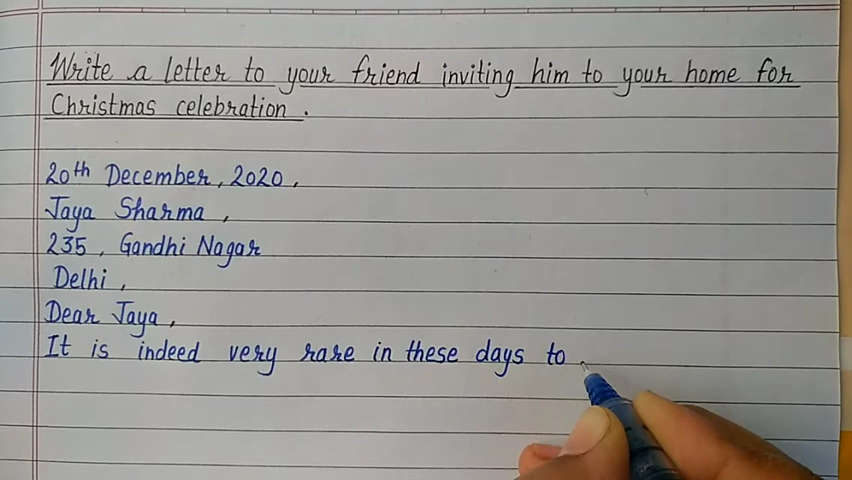 Write a letter to your friend inviting him to your home for
Christmas celebration.
20th December, 2020,
Jaya Sharma,
235, Gandhi Nagar
Delhi,
Dear Jaya,
It is indeed very rare in these days to